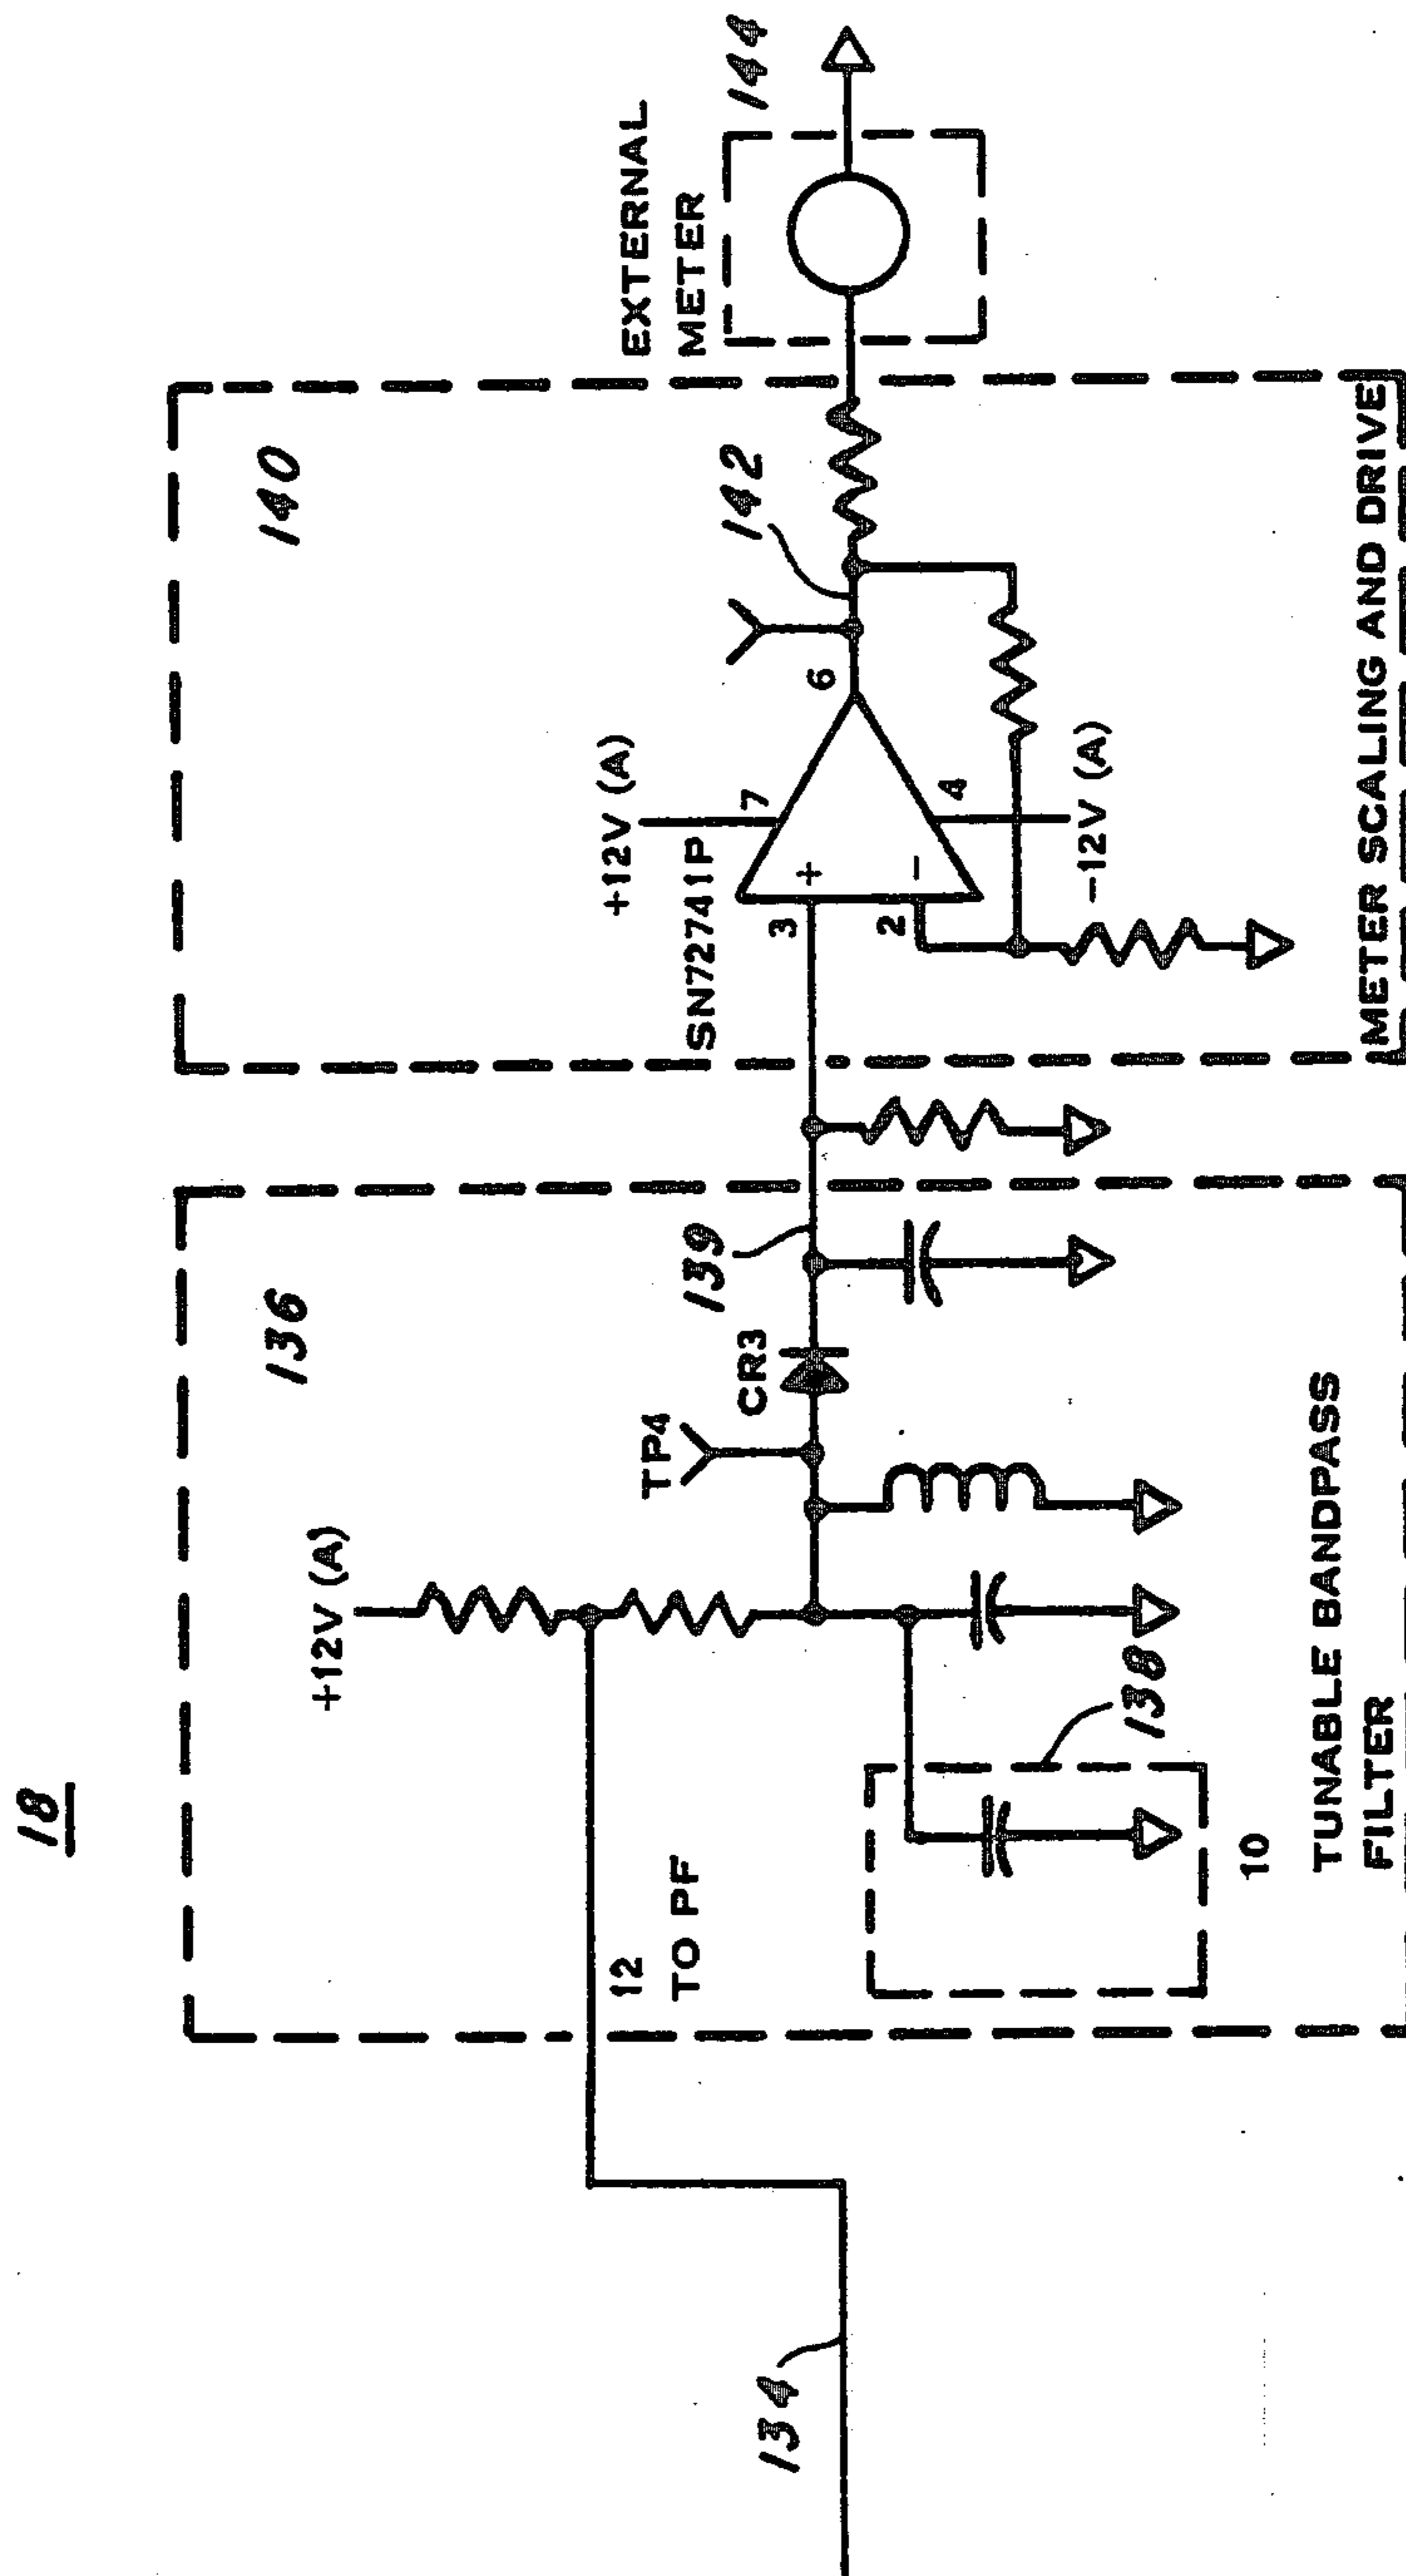 18
134
136
+12V (A)
12
TO PF
TP4
CR3
139
138
10
TUNABLE BANDPASS
FILTER
140
+12V (A)
SN72741P
7
3
+
2
-
6
4
-12V (A)
142
METER SCALING AND DRIVE
EXTERNAL
METER
144